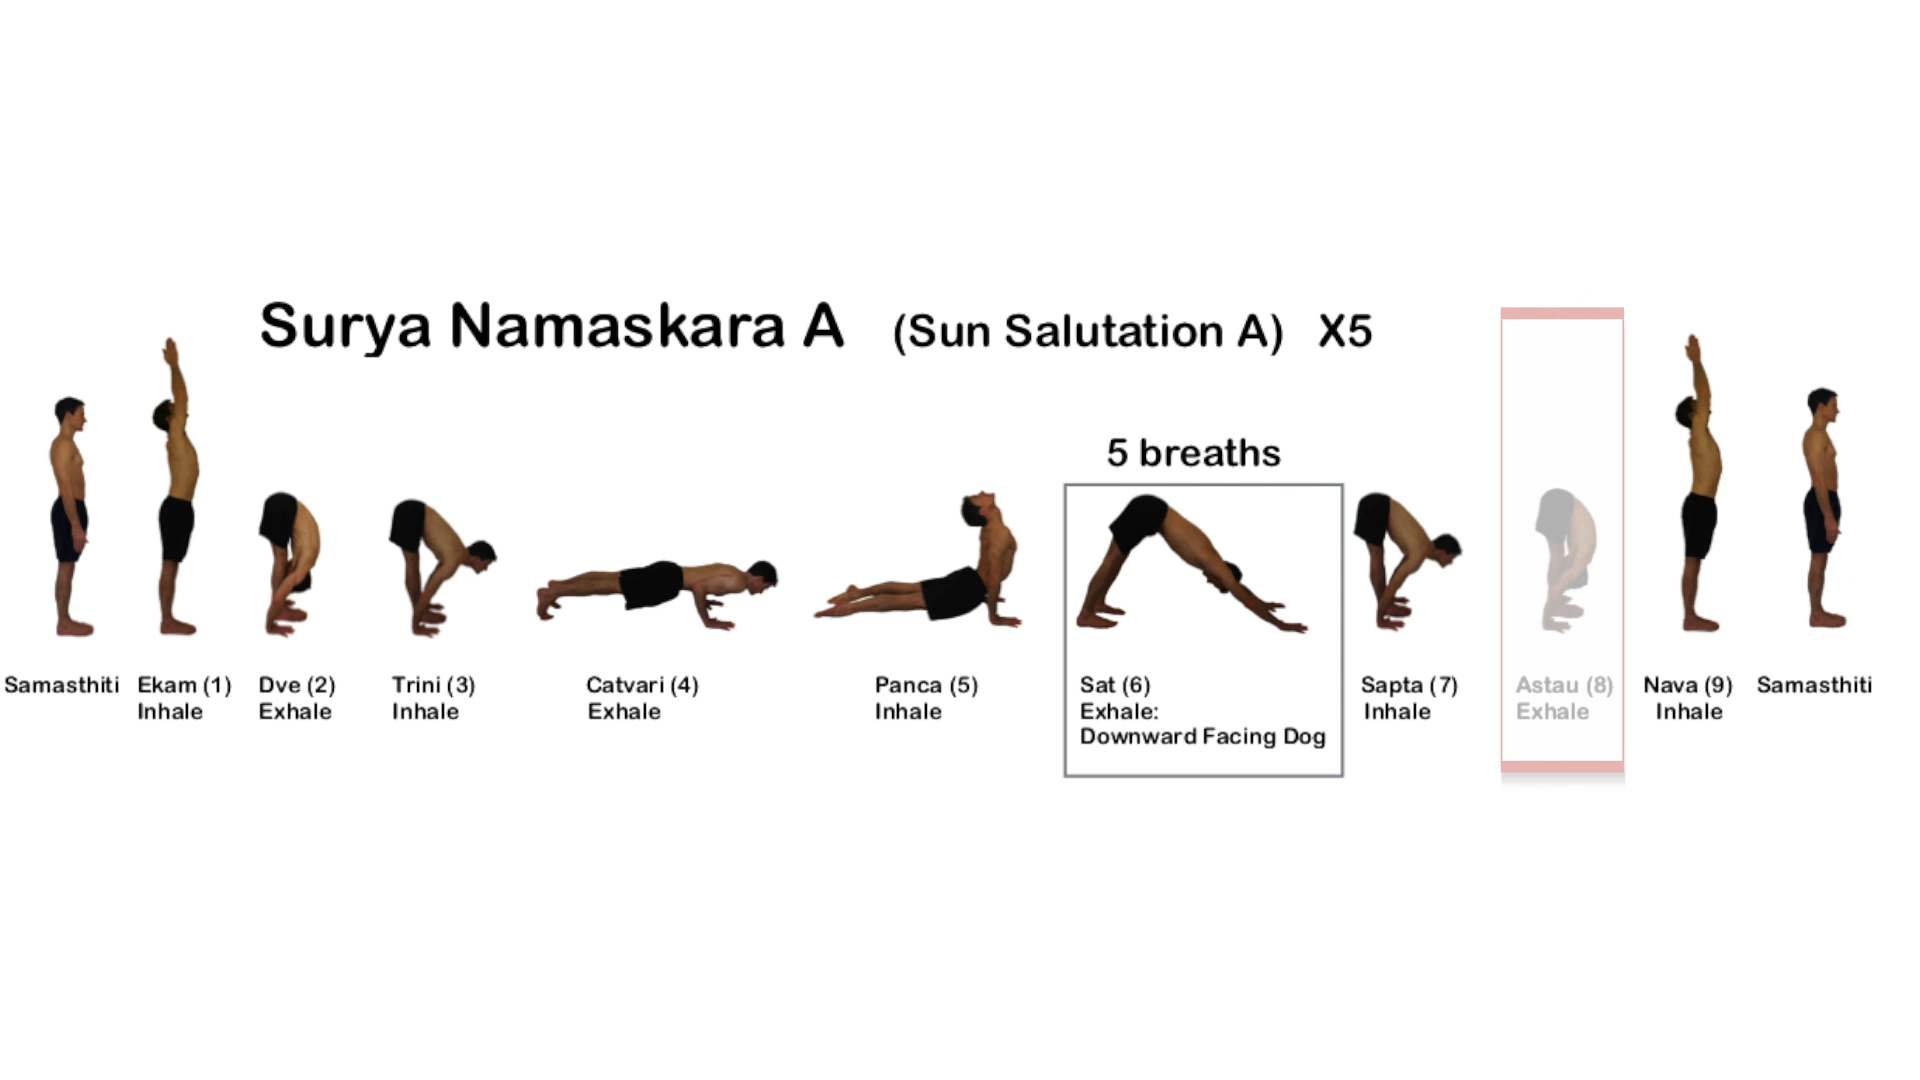 Surya Namaskara A (Sun Salutation A) X5
5 breaths
Samasthiti
Ekam (1)
Inhale
Dve (2)
Exhale
Trini (3)
Inhale
Catvari (4)
Exhale
Panca (5)
Inhale
Sat (6)
Exhale:
Downward Facing Dog
Sapta (7)
Inhale
Astau (8)
Exhale
Nava (9)
Inhale
Samasthiti